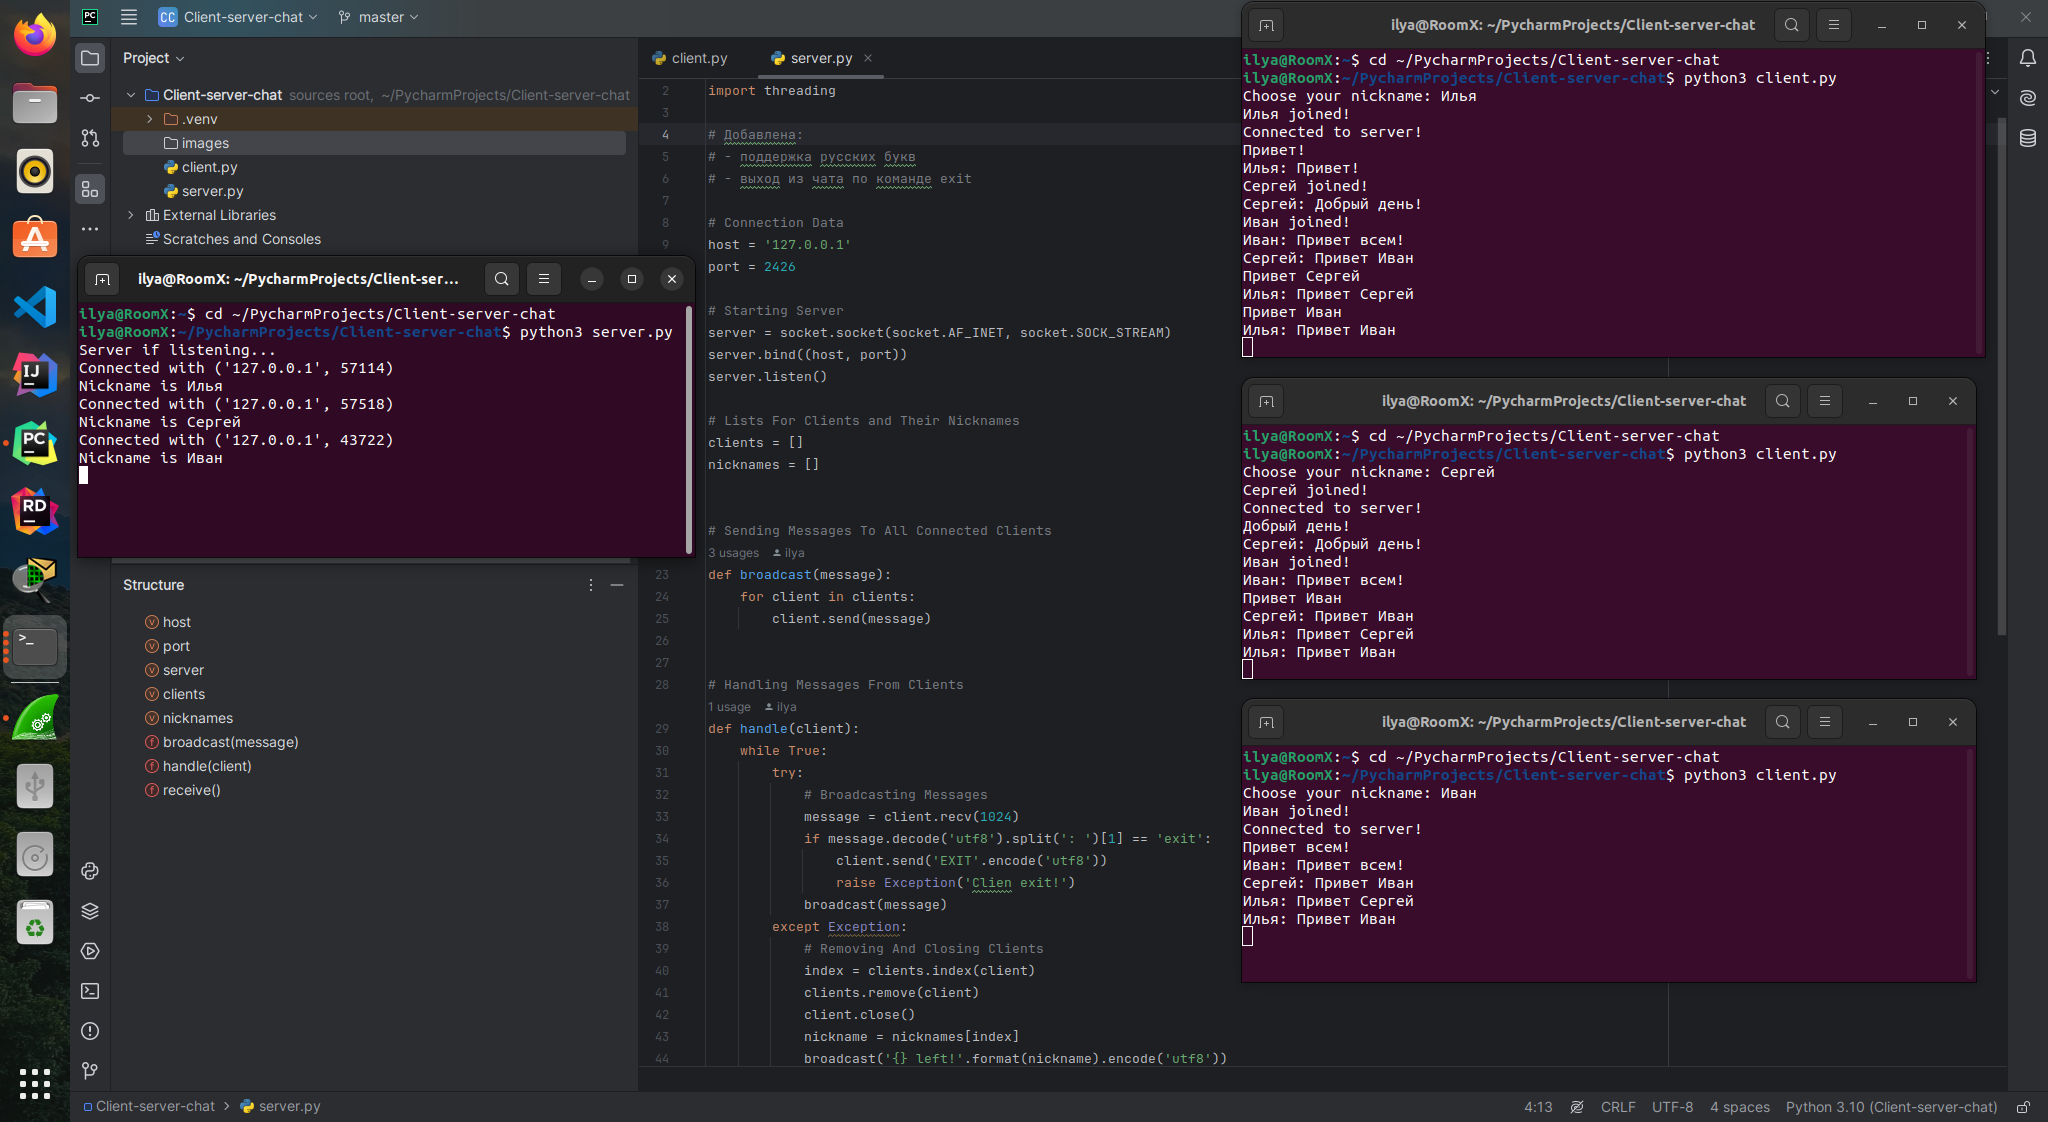 Client-server-chat
master
Project
Client-server-chat sources root, ~/PycharmProjects/Client-server-chat
.venv
images
client.py
server.py
External Libraries
Scratches and Consoles
ilya@RoomX: ~/PycharmProjects/Client-ser...
ilya@RoomX:~$ cd ~/PycharmProjects/Client-server-chat
ilya@RoomX:~/PycharmProjects/Client-server-chat$ python3 server.py
Server if listening...
Connected with ('127.0.0.1', 57114)
Nickname is Илья
Connected with ('127.0.0.1', 57518)
Nickname is Сергей
Connected with ('127.0.0.1', 43722)
Nickname is Иван
Structure
host
port
server
clients
nicknames
broadcast(message)
handle(client)
receive()
client.py
server.py
2 import threading
3
4 # Добавлена:
5 # - поддержка русских букв
6 # - выход из чата по команде exit
7
8 # Connection Data
9 host = '127.0.0.1'
port = 2426
# Starting Server
server = socket.socket(socket.AF_INET, socket.SOCK_STREAM)
server.bind((host, port))
server.listen()
# Lists For Clients and Their Nicknames
clients = []
nicknames = []
# Sending Messages To All Connected Clients
3 usages ilya
23 def broadcast(message):
24 for client in clients:
25 client.send(message)
26
27
28 # Handling Messages From Clients
1 usage ilya
29 def handle(client):
30 while True:
31 try:
32 # Broadcasting Messages
33 message = client.recv(1024)
34 if message.decode('utf8').split(': ')[1] == 'exit':
35 client.send('EXIT'.encode('utf8'))
36 raise Exception('Clien exit!')
37 broadcast(message)
38 except Exception:
39 # Removing And Closing Clients
40 index = clients.index(client)
41 clients.remove(client)
42 client.close()
43 nickname = nicknames[index]
44 broadcast('{} left!'.format(nickname).encode('utf8'))
ilya@RoomX: ~/PycharmProjects/Client-server-chat
ilya@RoomX:~$ cd ~/PycharmProjects/Client-server-chat
ilya@RoomX:~/PycharmProjects/Client-server-chat$ python3 client.py
Choose your nickname: Илья
Илья joined!
Connected to server!
Привет!
Илья: Привет!
Сергей joined!
Сергей: Добрый день!
Иван joined!
Иван: Привет всем!
Сергей: Привет Иван
Привет Сергей
Илья: Привет Сергей
Привет Иван
Илья: Привет Иван
ilya@RoomX: ~/PycharmProjects/Client-server-chat
ilya@RoomX:~$ cd ~/PycharmProjects/Client-server-chat
ilya@RoomX:~/PycharmProjects/Client-server-chat$ python3 client.py
Choose your nickname: Сергей
Сергей joined!
Connected to server!
Добрый день!
Сергей: Добрый день!
Иван joined!
Иван: Привет всем!
Привет Иван
Сергей: Привет Иван
Илья: Привет Сергей
Илья: Привет Иван
ilya@RoomX: ~/PycharmProjects/Client-server-chat
ilya@RoomX:~$ cd ~/PycharmProjects/Client-server-chat
ilya@RoomX:~/PycharmProjects/Client-server-chat$ python3 client.py
Choose your nickname: Иван
Иван joined!
Connected to server!
Привет всем!
Иван: Привет всем!
Сергей: Привет Иван
Илья: Привет Сергей
Илья: Привет Иван
Client-server-chat > server.py
4:13 CRLF UTF-8 4 spaces Python 3.10 (Client-server-chat)